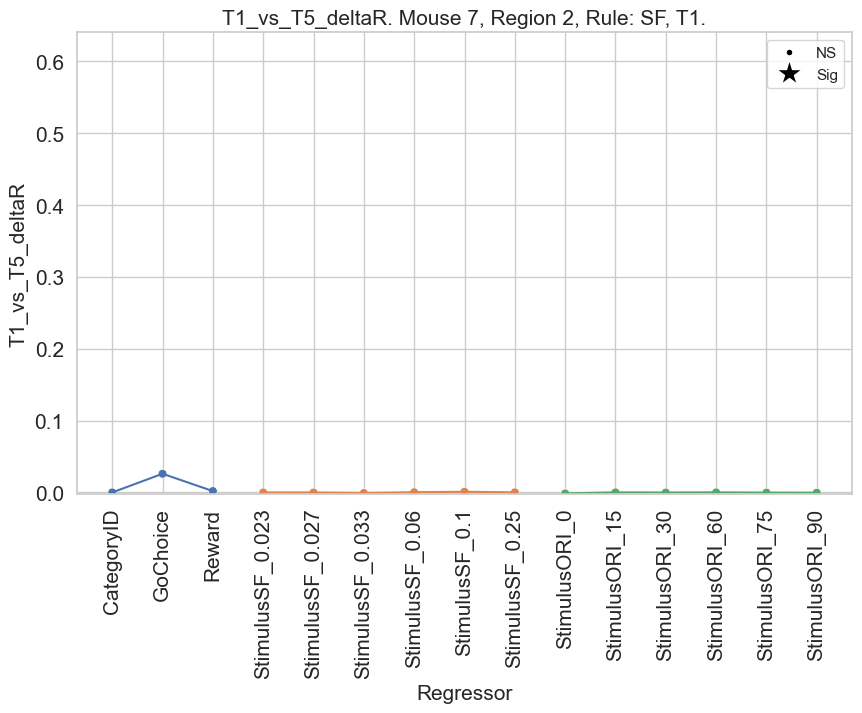 T1_vs_T5_deltaR. Mouse 7, Region 2, Rule: SF, T1.
NS
Sig
T1_vs_T5_deltaR
0.6
0.5
0.4
0.3
0.2
0.1
0.0
CategoryID
GoChoice
Reward
StimulusSF_0.023
StimulusSF_0.027
StimulusSF_0.033
StimulusSF_0.06
StimulusSF_0.1
StimulusSF_0.25
StimulusORI_0
StimulusORI_15
StimulusORI_30
StimulusORI_60
StimulusORI_75
StimulusORI_90
Regressor